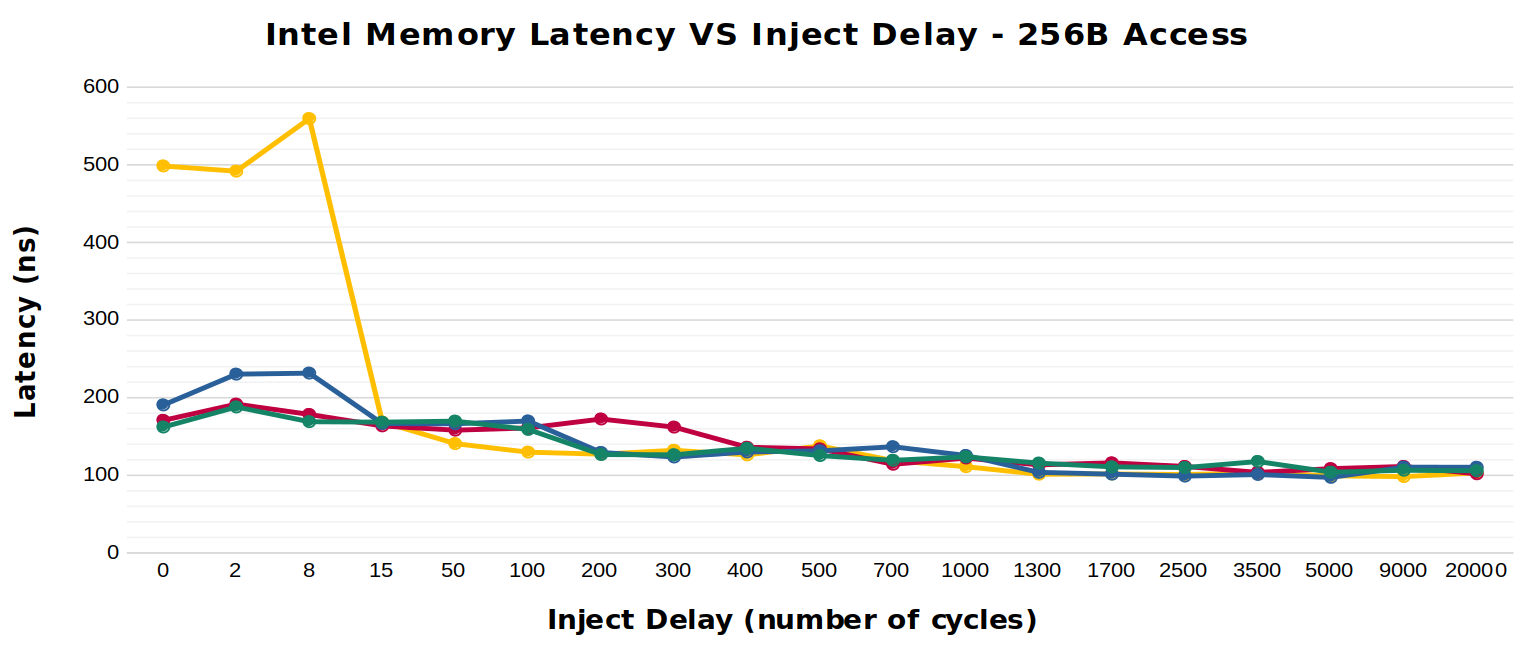 Intel Memory Latency VS Inject Delay - 256B Access
600
500
400
300
200
100
0
Latency (ns)
0 2 8 15 50 100 200 300 400 500 700 1000 1300 1700 2500 3500 5000 9000 20000
Inject Delay (number of cycles)